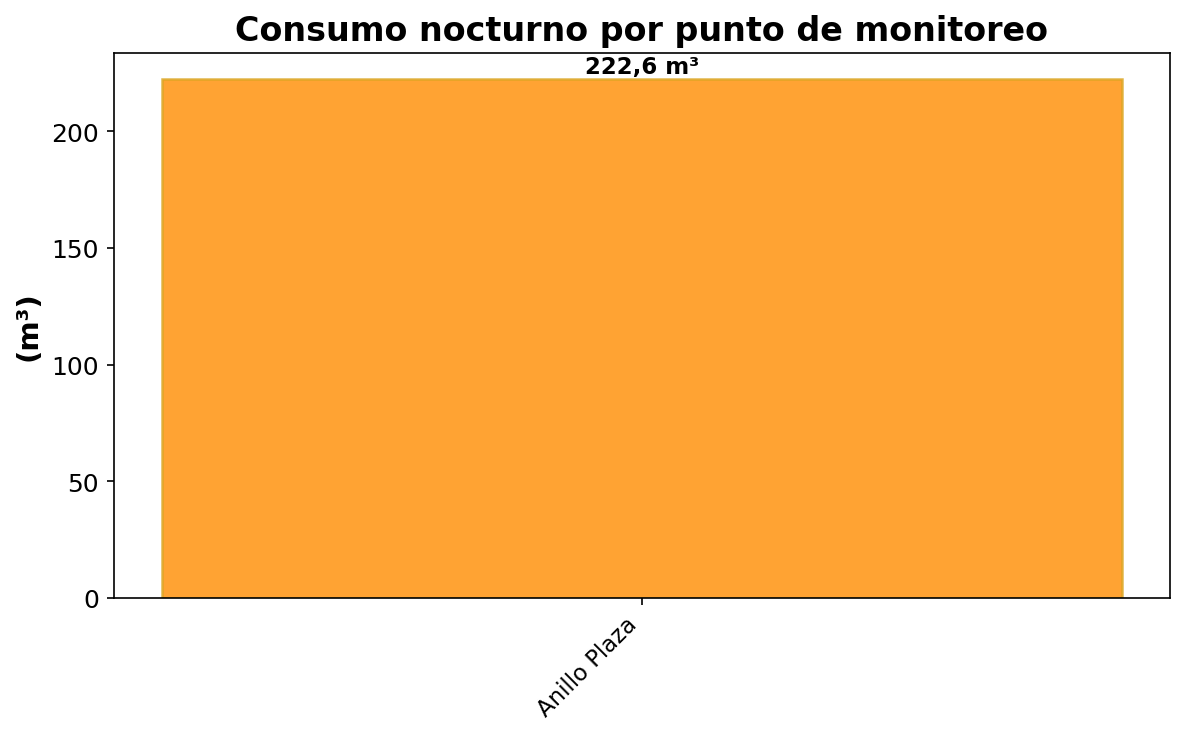 Consumo nocturno por punto de monitoreo
222,6 m³
200
150
100
50
0
(m³)
Anillo Plaza